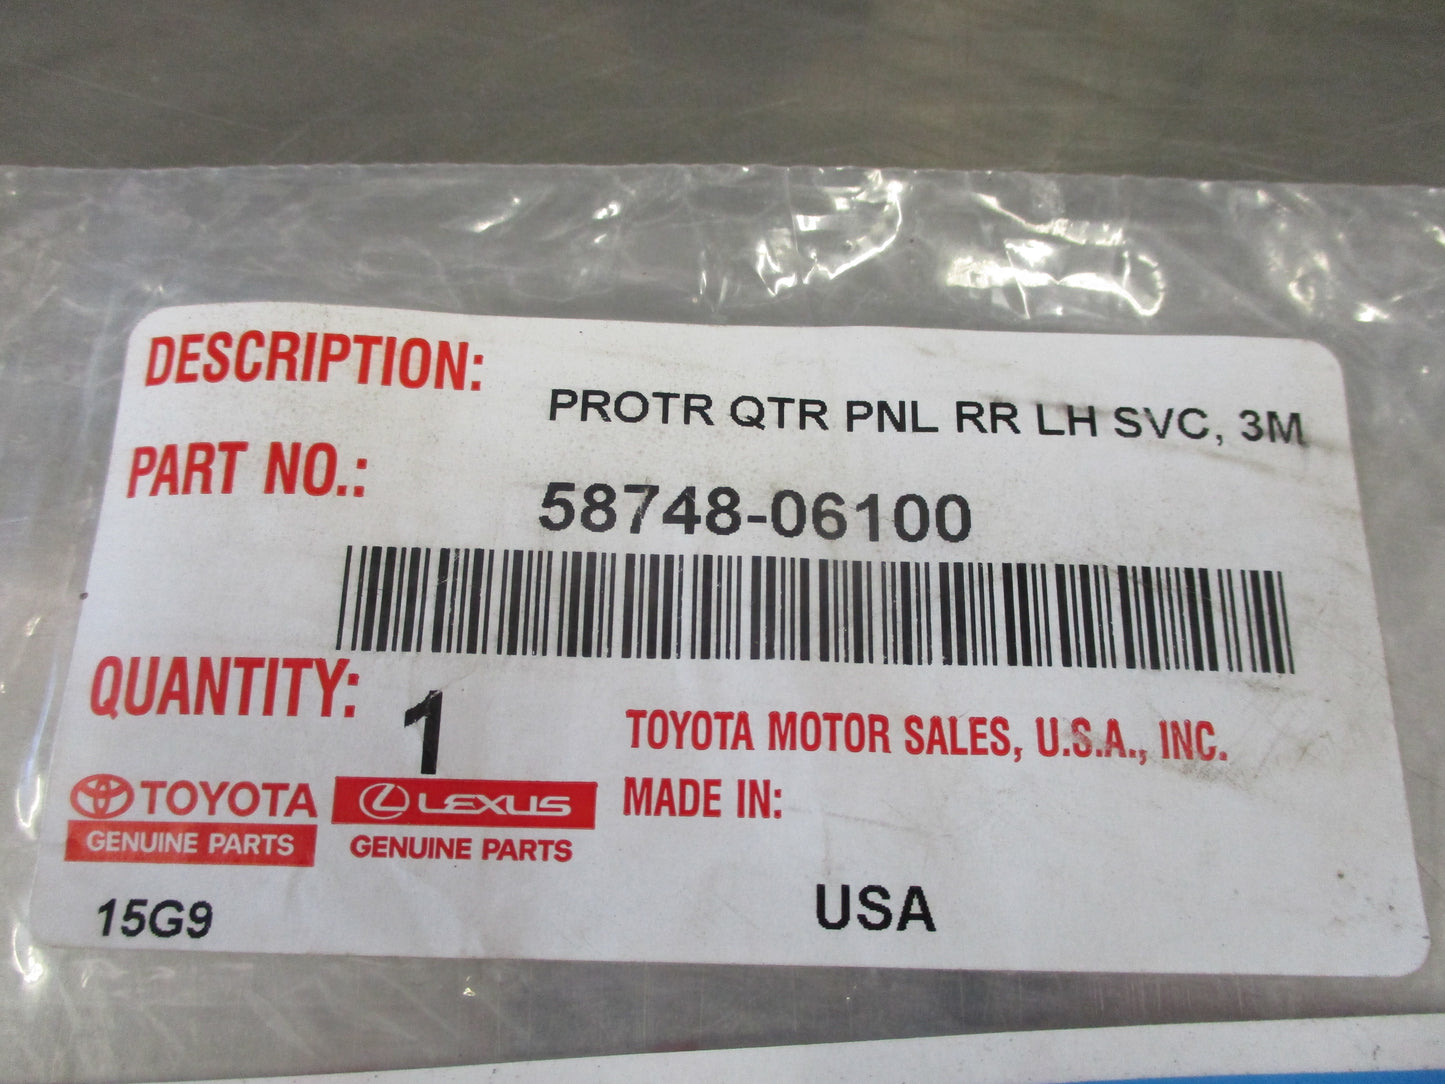 DESCRIPTION:
PROTR QTR PNL RR LH SVC, 3M
PART NO.:
58748-06100
QUANTITY:
1
TOYOTA MOTOR SALES, U.S.A., INC.
MADE IN:
USA
TOYOTA
GENUINE PARTS
LEXUS
GENUINE PARTS
15G9